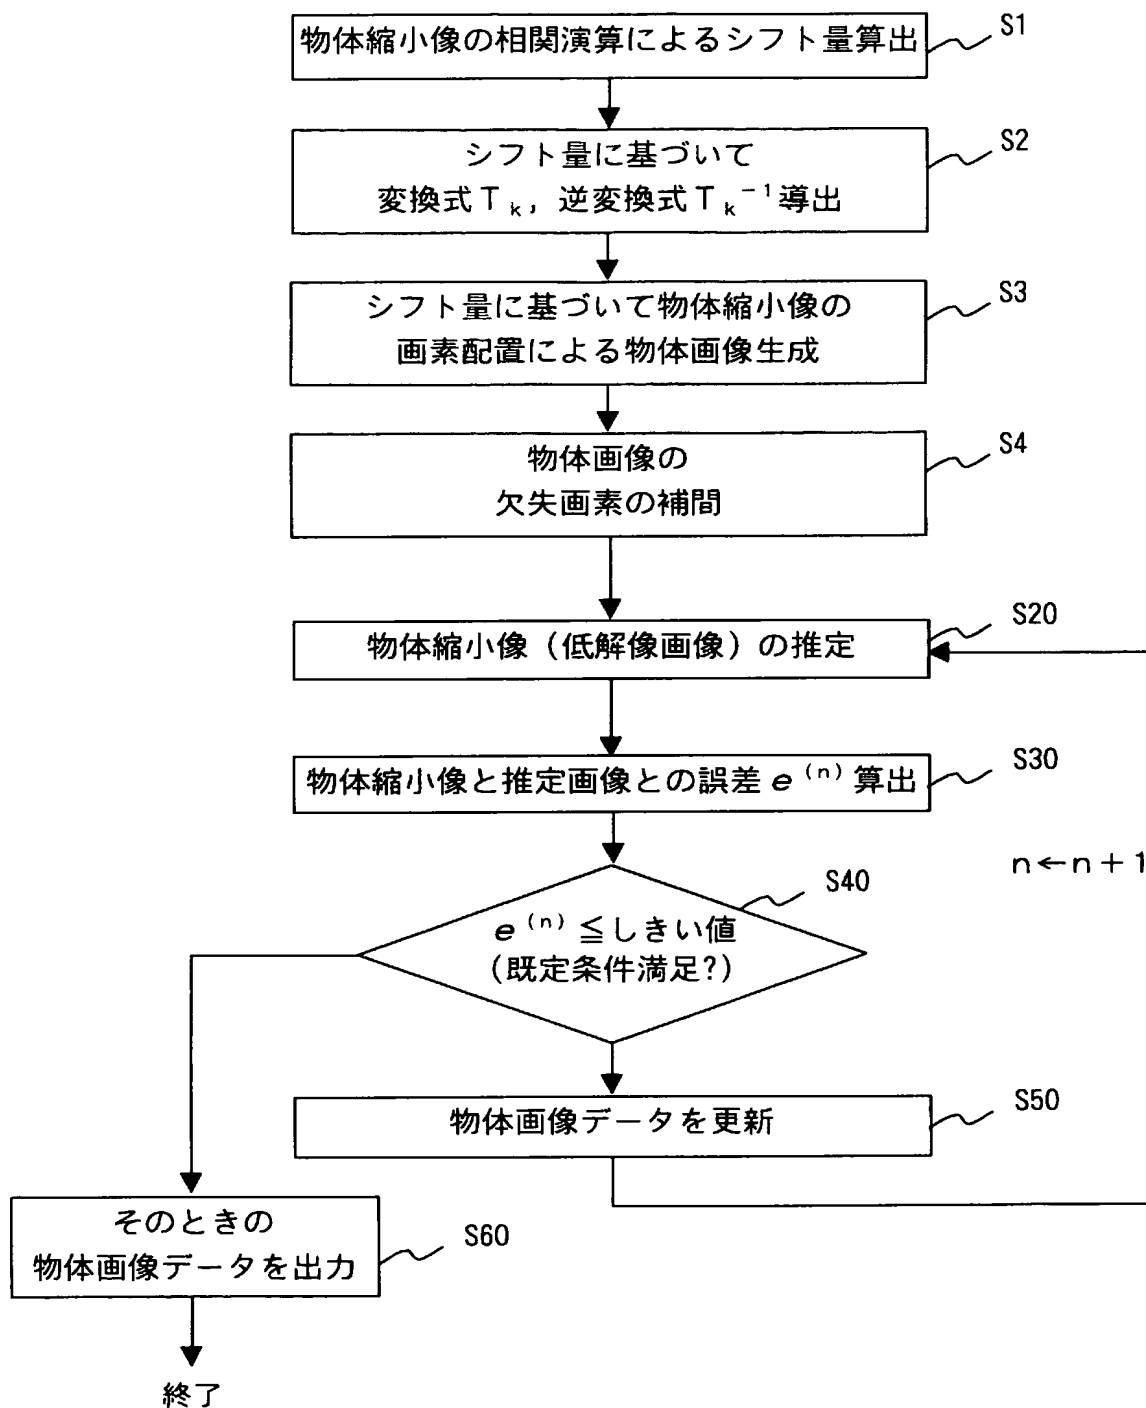 物体縮小像の相関演算によるシフト量算出
S1
シフト量に基づいて
変換式Tk，逆変換式Tk⁻¹導出
S2
シフト量に基づいて物体縮小像の
画素配置による物体画像生成
S3
物体画像の
欠失画素の補間
S4
物体縮小像（低解像画像）の推定
S20
物体縮小像と推定画像との誤差e⁽ⁿ⁾算出
S30
n←n＋1
e⁽ⁿ⁾≦しきい値
（既定条件満足?）
S40
物体画像データを更新
S50
そのときの
物体画像データを出力
S60
終了